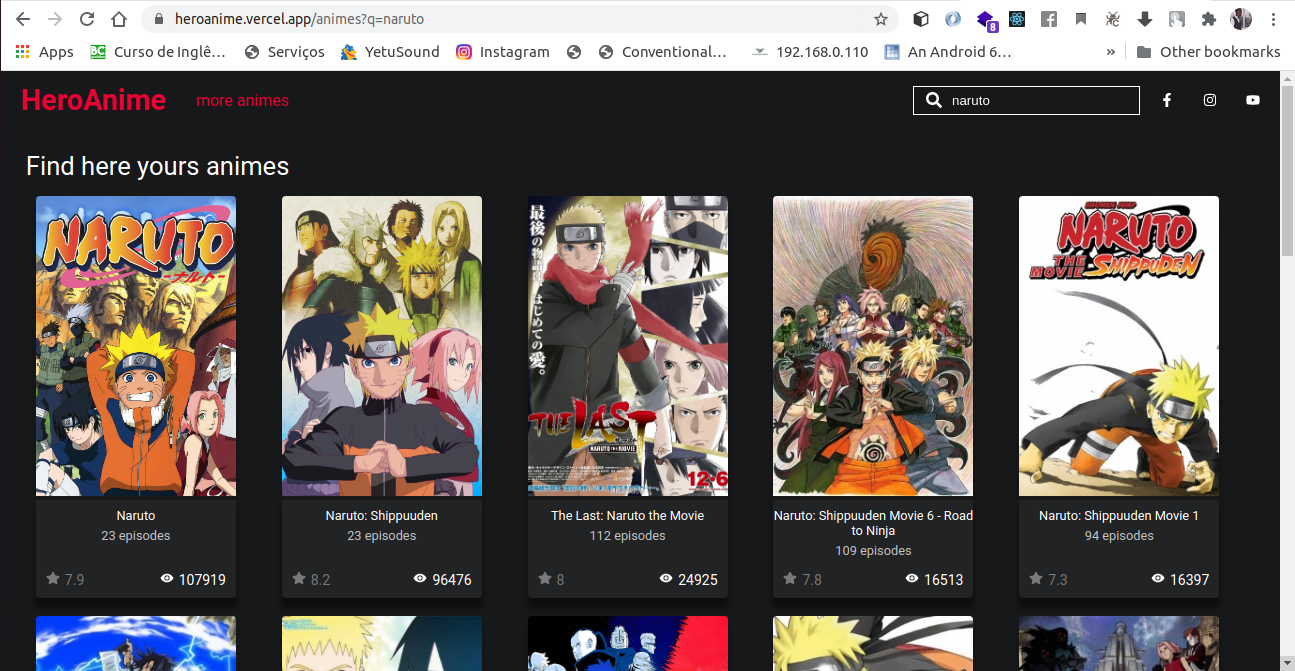 heroanime.vercel.app/animes?q=naruto
8
Apps
Curso de Inglê...
Serviços
YetuSound
Instagram
Conventional...
192.168.0.110
An Android 6...
»
Other bookmarks
HeroAnime
more animes
naruto
Find here yours animes
NARUTO
-ナルト-
最後の物語は、はじめての愛。
THE LAST
NARUTO THE MOVIE
12.6
NARUTO
THE MOVIE
SHIPPUDEN
Naruto
23 episodes
7.9
107919
Naruto: Shippuuden
23 episodes
8.2
96476
The Last: Naruto the Movie
112 episodes
8
24925
Naruto: Shippuuden Movie 6 - Road
to Ninja
109 episodes
7.8
16513
Naruto: Shippuuden Movie 1
94 episodes
7.3
16397